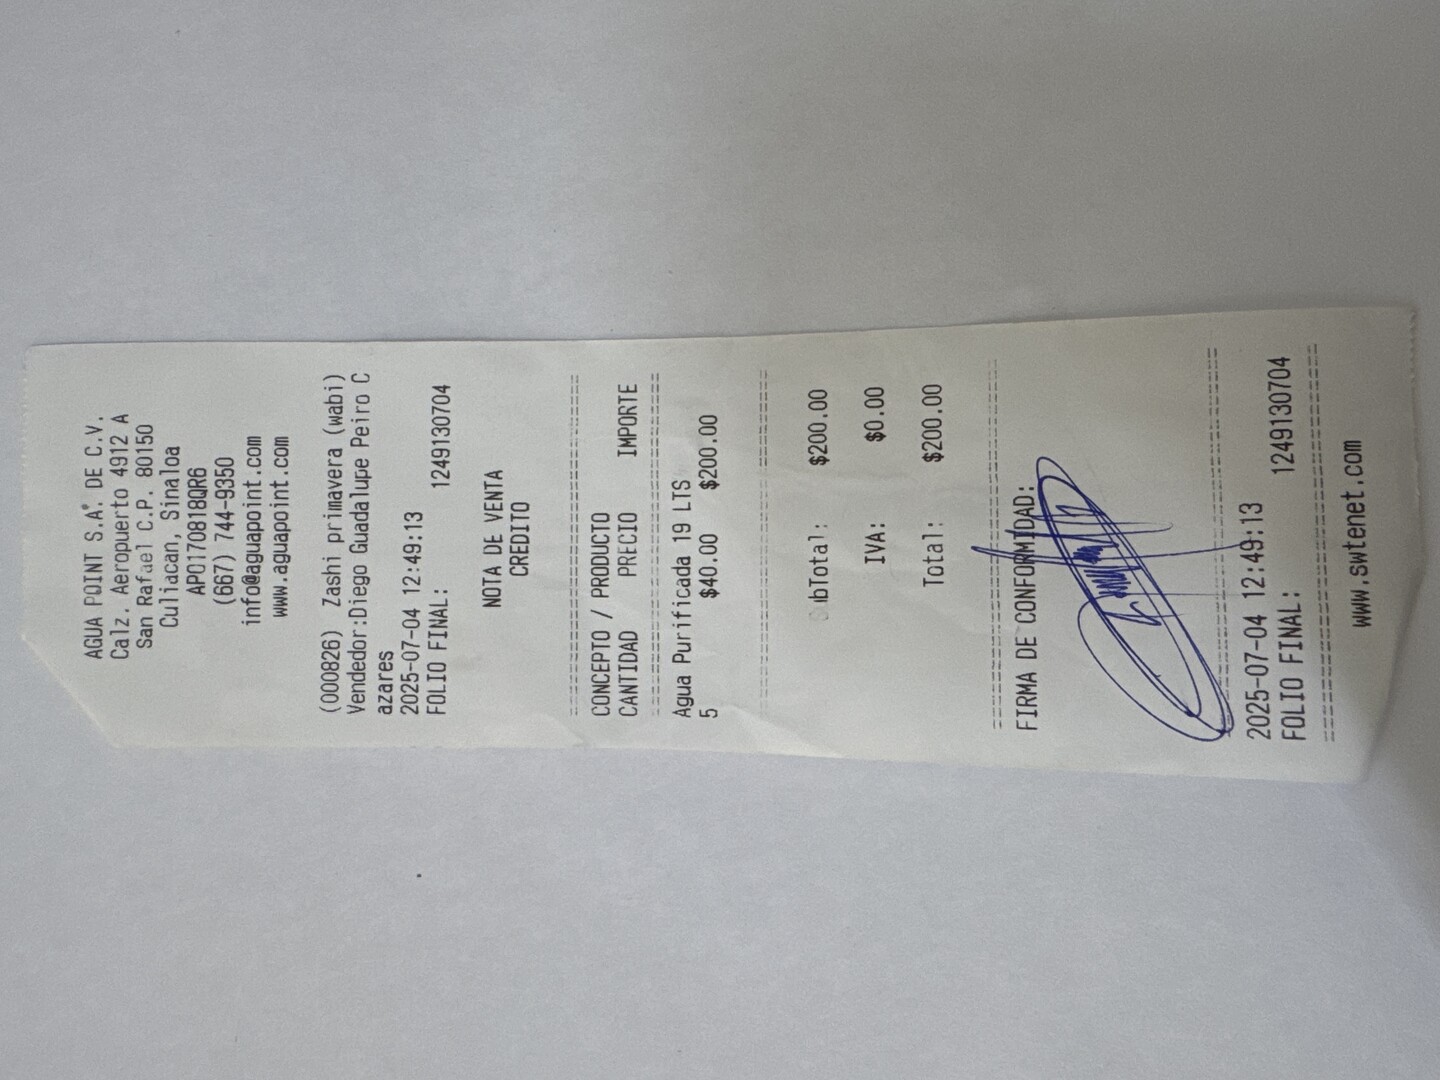 AGUA POINT S.A. DE C.V.
Calz. Aeropuerto 4912 A
San Rafael C.P. 80150
Culiacan, Sinaloa
APO170818QR6
(667) 744-9350
info@aguapoint.com
www.aguapoint.com
(000826) Zashi primavera (wabi)
Vendedor:Diego Guadalupe Peiro C
azares
2025-07-04 12:49:13
FOLIO FINAL: 1249130704
NOTA DE VENTA
CREDITO
================================
CONCEPTO / PRODUCTO
CANTIDAD PRECIO IMPORTE
================================
Agua Purificada 19 LTS
5 $40.00 $200.00
================================
SubTotal: $200.00
IVA: $0.00
Total: $200.00
================================
FIRMA DE CONFORMIDAD:
================================
2025-07-04 12:49:13
FOLIO FINAL: 1249130704
================================
www.swtenet.com